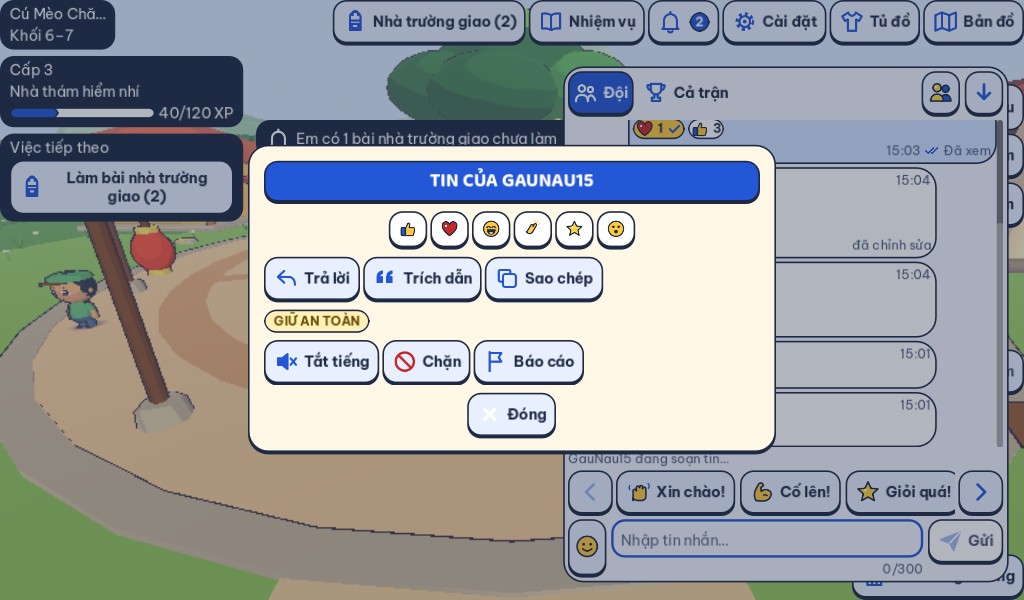 Cú Mèo Chă...
Khối 6–7
Nhà trường giao (2)
Nhiệm vụ
2
Cài đặt
Tủ đồ
Bản đồ
Cấp 3
Nhà thám hiểm nhí
40/120 XP
Việc tiếp theo
Làm bài nhà trường
giao (2)
Em có 1 bài nhà trường giao chưa làm
Đội
Cả trận
1
3
15:03
Đã xem
15:04
đã chỉnh sửa
15:04
15:01
15:01
TIN CỦA GAUNAU15
Trả lời
Trích dẫn
Sao chép
GIỮ AN TOÀN
Tắt tiếng
Chặn
Báo cáo
Đóng
GauNau15 đang soạn tin...
Xin chào!
Cố lên!
Giỏi quá!
Nhập tin nhắn...
Gửi
0/300